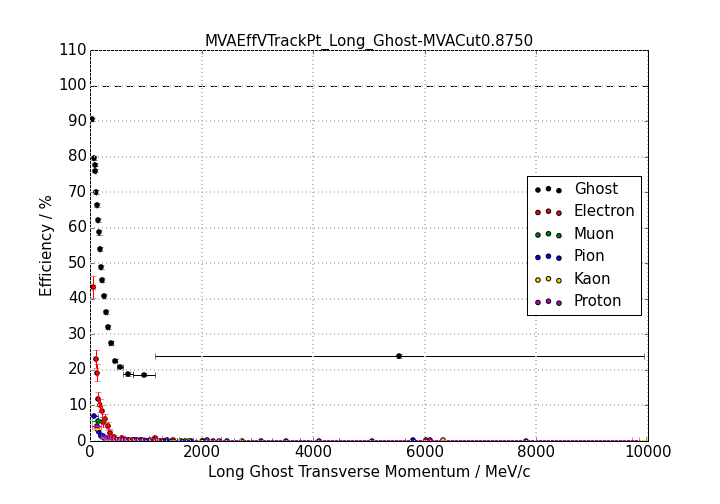 MVAEffVTrackPt_Long_Ghost-MVACut0.8750
110
100
90
80
70
60
50
40
30
20
10
0
Efficiency / %
Ghost
Electron
Muon
Pion
Kaon
Proton
0 2000 4000 6000 8000 10000
Long Ghost Transverse Momentum / MeV/c